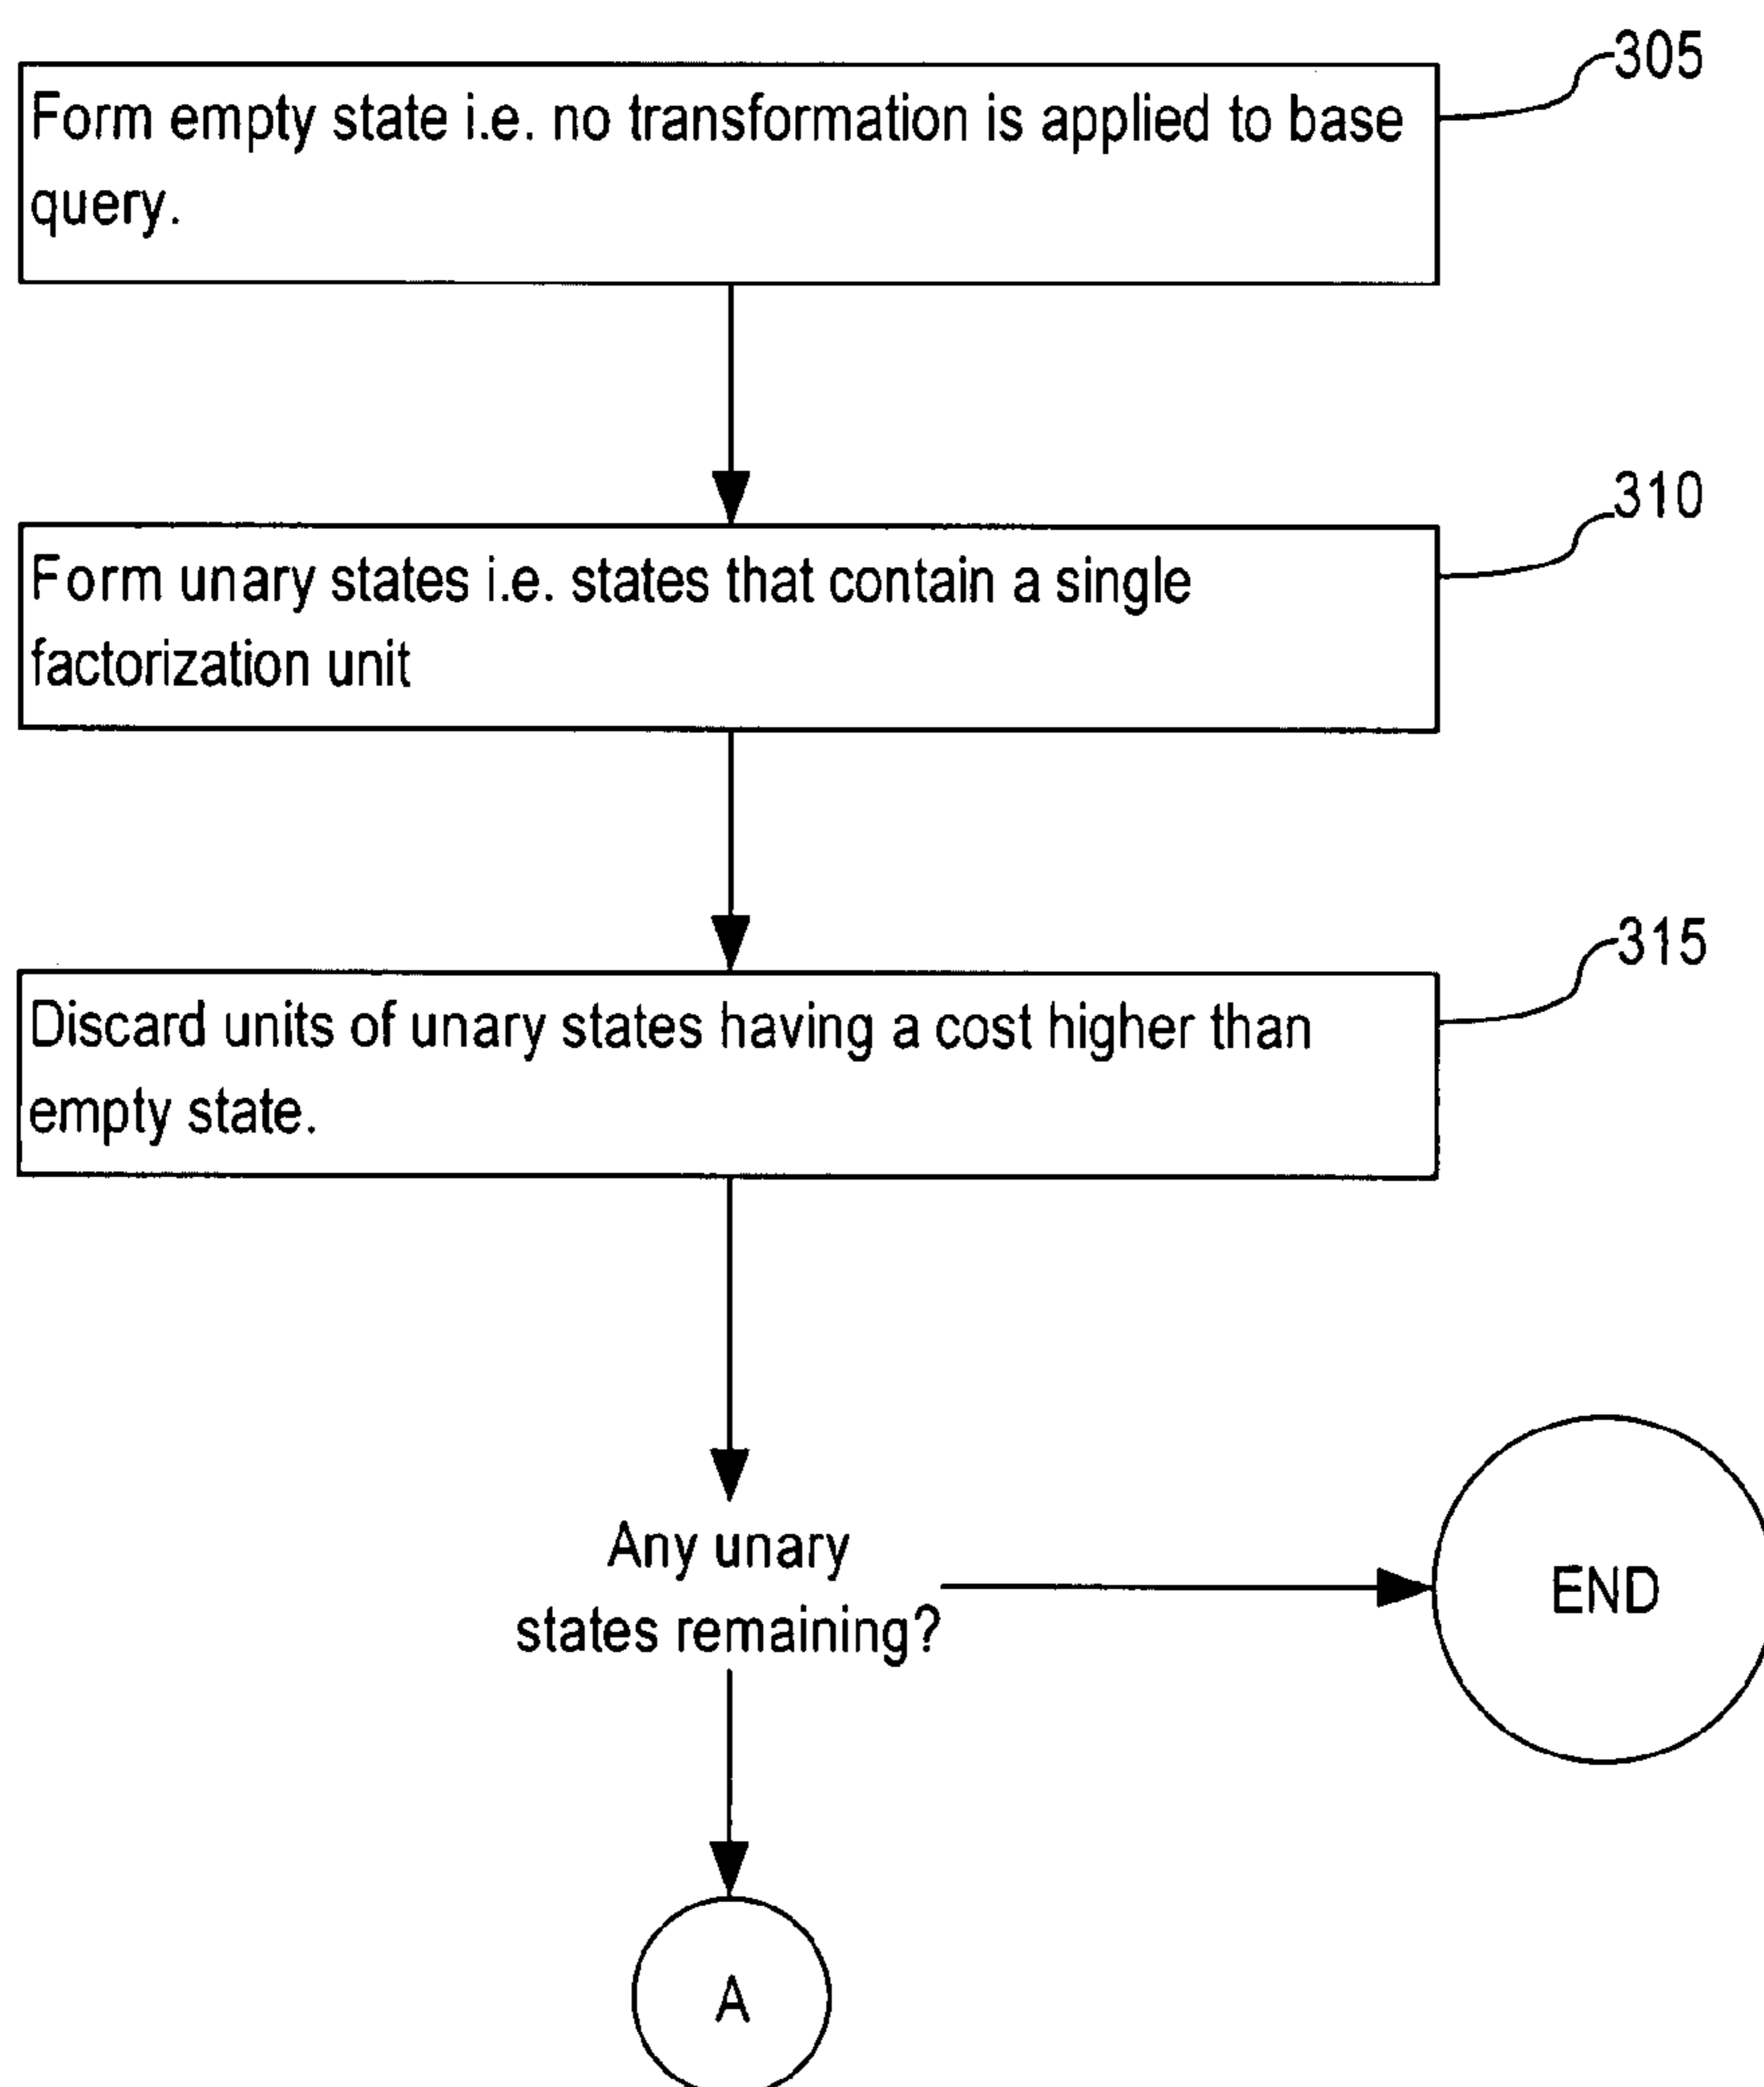 305
Form empty state i.e. no transformation is applied to base
query.
310
Form unary states i.e. states that contain a single
factorization unit
315
Discard units of unary states having a cost higher than
empty state.
Any unary
states remaining?
END
A